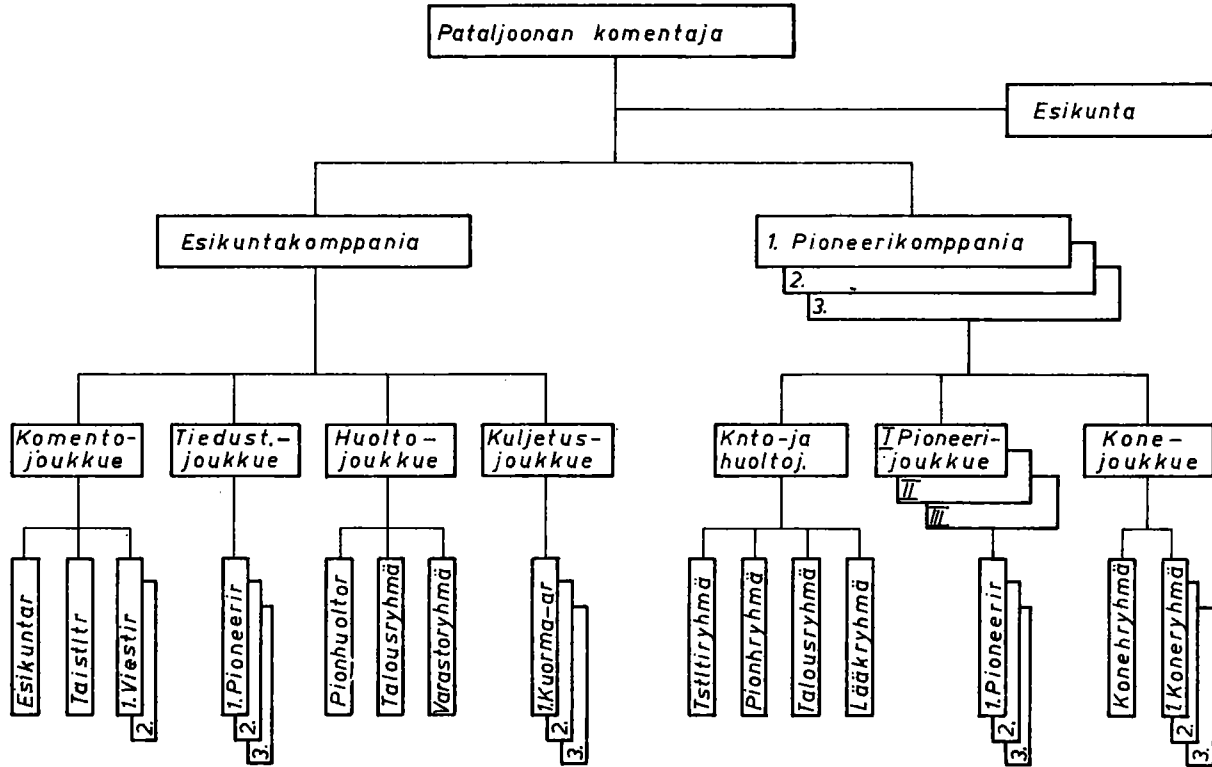 Pataljoonan komentaja
Esikunta
Esikuntakomppania
1. Pioneerikomppania
2.
3.
Komento-
joukkue
Tiedust.-
joukkue
Huolto-
joukkue
Kuljetus-
joukkue
Knto-ja
huoltoj.
I Pioneeri-
joukkue
II
III
Kone-
joukkue
Esikuntar
Taistltr
1.Viestir
2.
1.Pioneerir
2.
3.
Pionhuoltor
Talousryhmä
Varastoryhmä
1.Kuorma-ar
2.
3.
Tstltiryhmä
Pionhryhmä
Talousryhmä
Lääkryhmä
1.Pioneerir
2.
3.
Konehryhmä
1.Koneryhmä
2.
3.